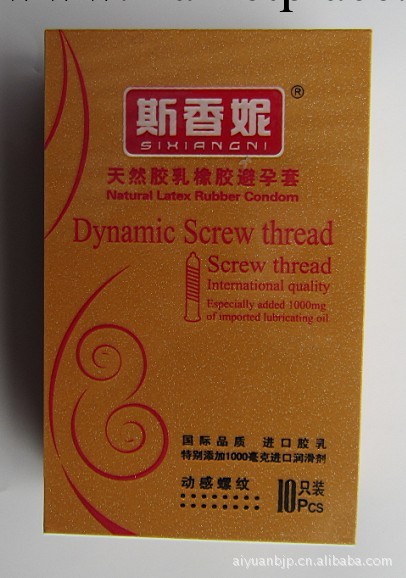 斯香妮
®
SIXIANGNI
天然胶乳橡胶避孕套
Natural Latex Rubber Condom
Dynamic Screw thread
Screw thread
International quality
Especially added 1000mg
of imported lubricating oil
国际品质 进口胶乳
特别添加1000毫克进口润滑剂
动感螺纹
10只装
Pcs
aiyuanbjp.cn.alibaba.com